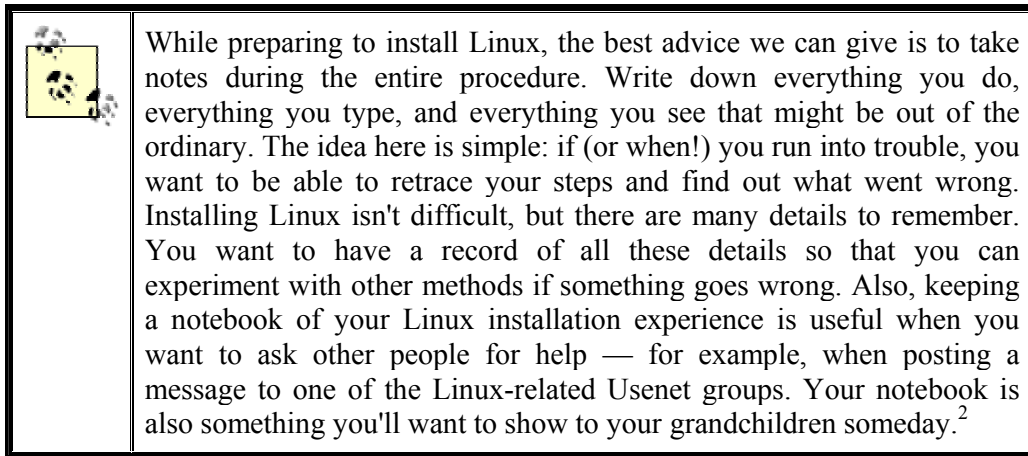 While preparing to install Linux, the best advice we can give is to take
notes during the entire procedure. Write down everything you do,
everything you type, and everything you see that might be out of the
ordinary. The idea here is simple: if (or when!) you run into trouble, you
want to be able to retrace your steps and find out what went wrong.
Installing Linux isn't difficult, but there are many details to remember.
You want to have a record of all these details so that you can
experiment with other methods if something goes wrong. Also, keeping
a notebook of your Linux installation experience is useful when you
want to ask other people for help — for example, when posting a
message to one of the Linux-related Usenet groups. Your notebook is
also something you'll want to show to your grandchildren someday.2